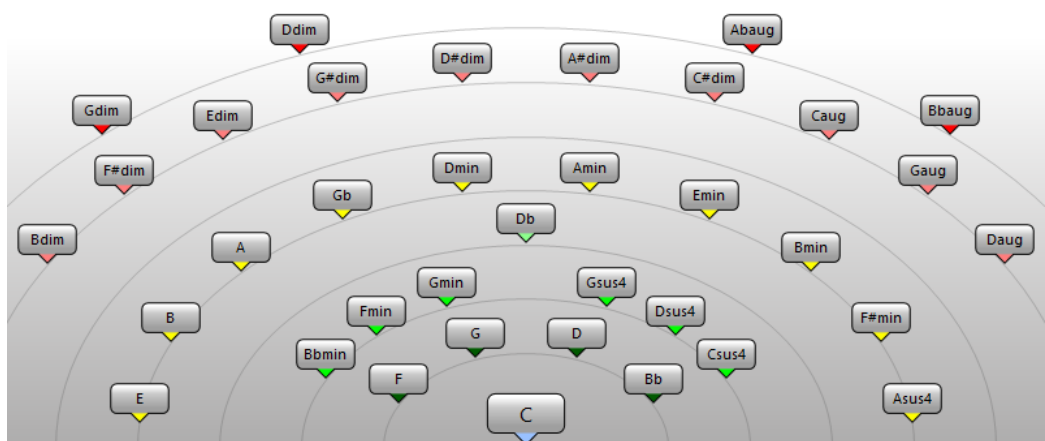 Ddim
Abaug
D#dim
A#dim
G#dim
C#dim
Gdim
Edim
Caug
Bbaug
F#dim
Dmin
Amin
Gaug
Gb
Emin
Db
Bdim
A
Bmin
Daug
Gmin
Gsus4
Fmin
Dsus4
B
F#min
G
D
Bbmin
Csus4
F
Bb
E
Asus4
C